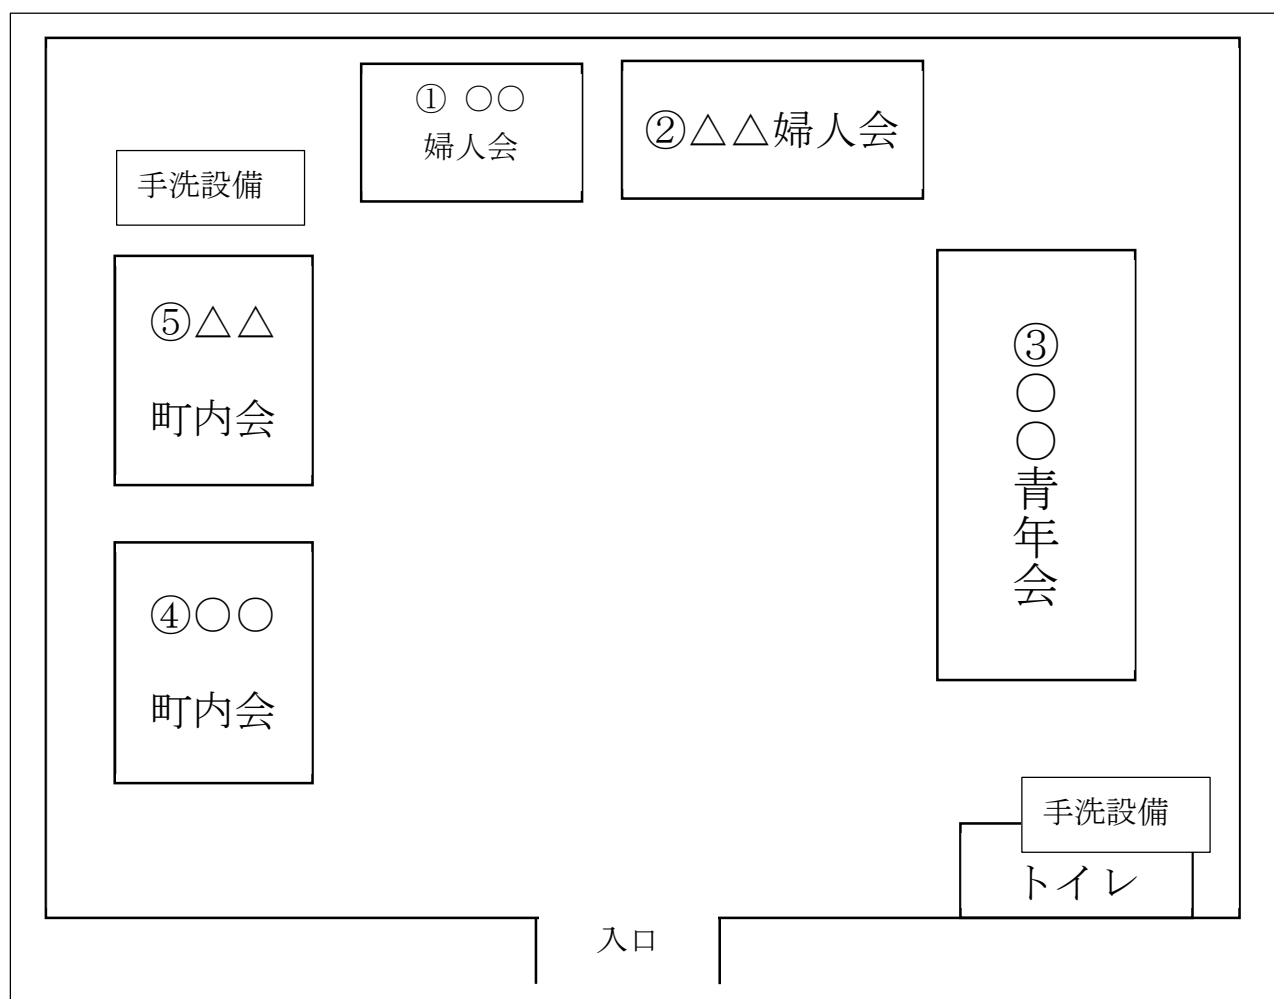 ① ○○
婦人会
②△△婦人会
手洗設備
⑤△△
町内会
③○○青年会
④○○
町内会
手洗設備
トイレ
入口